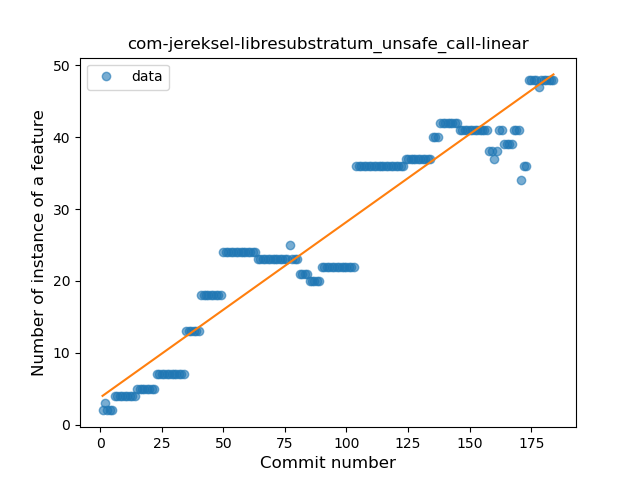 com-jereksel-libresubstratum_unsafe_call-linear
data
Number of instance of a feature
50
40
30
20
10
0
0 25 50 75 100 125 150 175
Commit number